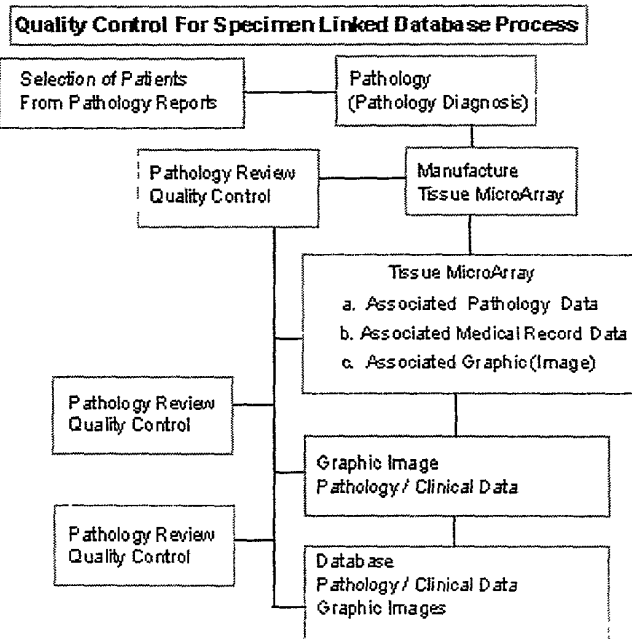 Quality Control For Specimen Linked Database Process
Selection of Patients
From Pathology Reports
Pathology
(Pathology Diagnosis)
Pathology Review
Quality Control
Manufacture
Tissue MicroArray
Tissue MicroArray
a. Associated Pathology Data
b. Associated Medical Record Data
c. Associated Graphic(Image)
Pathology Review
Quality Control
Graphic Image
Pathology / Clinical Data
Pathology Review
Quality Control
Database
Pathology / Clinical Data
Graphic Images